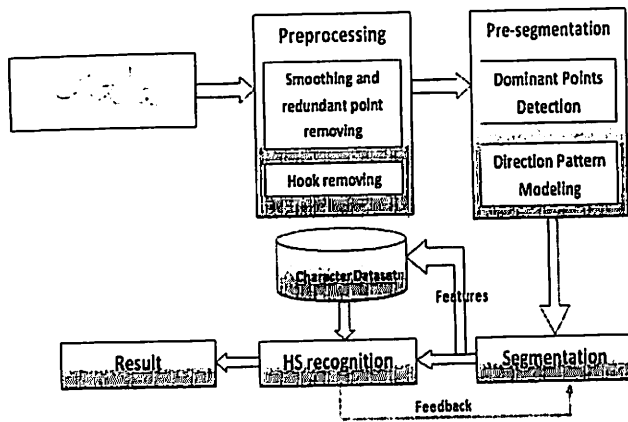 Preprocessing
Smoothing and
redundant point
removing
Hook removing
Pre-segmentation
Dominant Points
Detection
Direction Pattern
Modeling
Character Dataset
Features
Result
HS recognition
Segmentation
Feedback